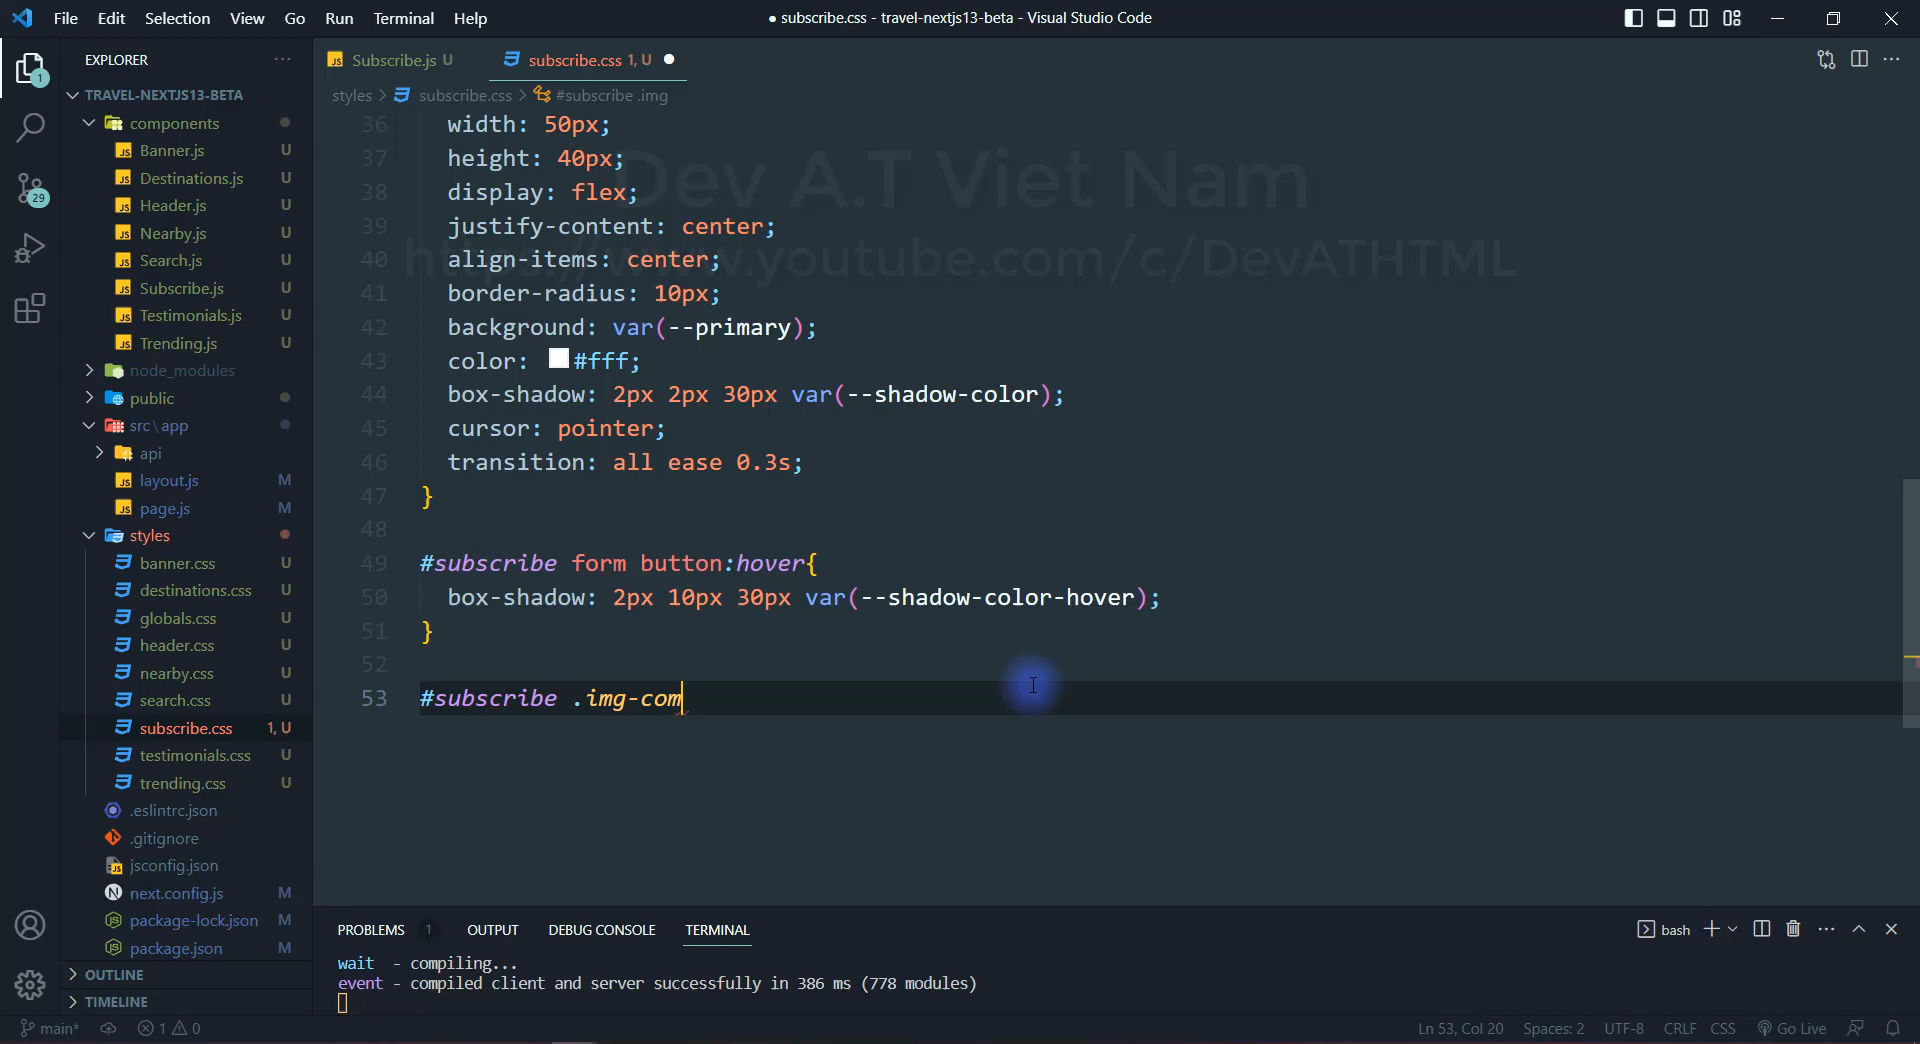 File Edit Selection View Go Run Terminal Help
● subscribe.css - travel-nextjs13-beta - Visual Studio Code
EXPLORER
1
29
TRAVEL-NEXTJS13-BETA
components
Banner.js U
Destinations.js U
Header.js U
Nearby.js U
Search.js U
Subscribe.js U
Testimonials.js U
Trending.js U
node_modules
public
src\app
api
layout.js M
page.js M
styles
banner.css U
destinations.css U
globals.css U
header.css U
nearby.css U
search.css U
subscribe.css 1, U
testimonials.css U
trending.css U
.eslintrc.json
.gitignore
jsconfig.json
next.config.js M
package-lock.json M
package.json M
OUTLINE
TIMELINE
Subscribe.js U
subscribe.css 1, U ●
styles > subscribe.css > #subscribe .img
Dev A.T Viet Nam
https://www.youtube.com/c/DevATHTML
36 width: 50px;
37 height: 40px;
38 display: flex;
39 justify-content: center;
40 align-items: center;
41 border-radius: 10px;
42 background: var(--primary);
43 color: #fff;
44 box-shadow: 2px 2px 30px var(--shadow-color);
45 cursor: pointer;
46 transition: all ease 0.3s;
47 }
48
49 #subscribe form button:hover{
50 box-shadow: 2px 10px 30px var(--shadow-color-hover);
51 }
52
53 #subscribe .img-com
PROBLEMS 1 OUTPUT DEBUG CONSOLE TERMINAL
bash
wait - compiling...
event - compiled client and server successfully in 386 ms (778 modules)
main* 1 0
Ln 53, Col 20 Spaces: 2 UTF-8 CRLF CSS Go Live